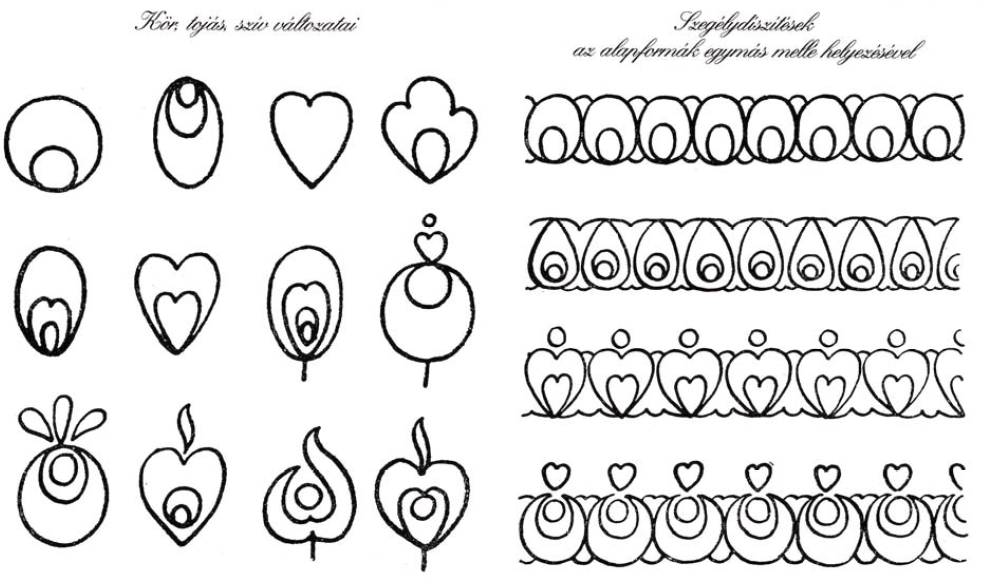 Kör, tojás, szív változatai
Szegélydíszítések
az alapformák egymás mellé helyezésével